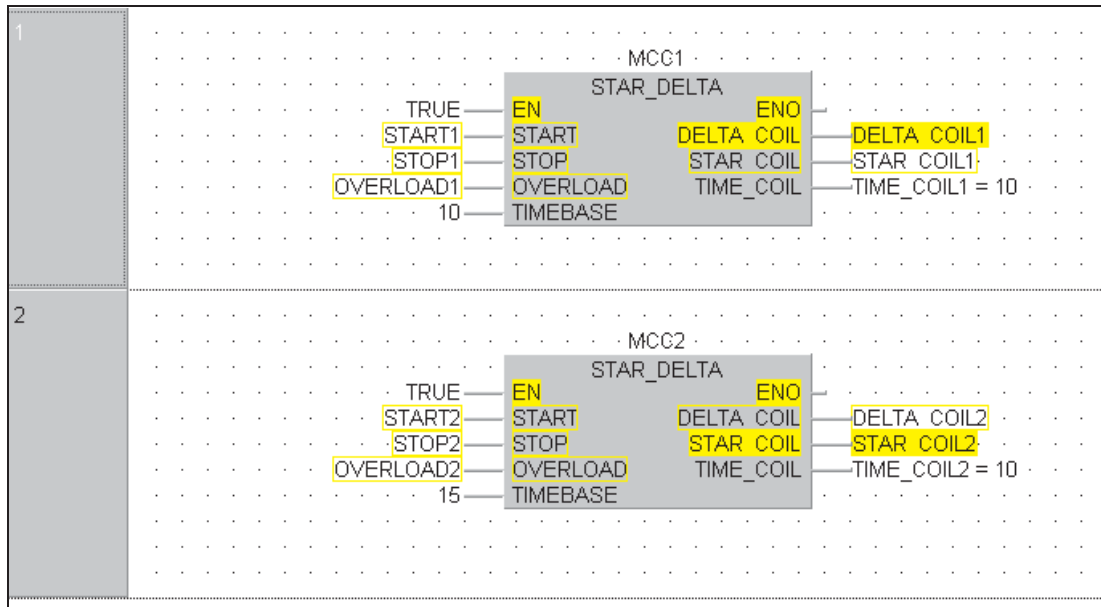 1
MCC1
STAR_DELTA
TRUE EN ENO
START1 START DELTA_COIL DELTA_COIL1
STOP1 STOP STAR_COIL STAR_COIL1
OVERLOAD1 OVERLOAD TIME_COIL TIME_COIL1 = 10
10 TIMEBASE
2
MCC2
STAR_DELTA
TRUE EN ENO
START2 START DELTA_COIL DELTA_COIL2
STOP2 STOP STAR_COIL STAR_COIL2
OVERLOAD2 OVERLOAD TIME_COIL TIME_COIL2 = 10
15 TIMEBASE